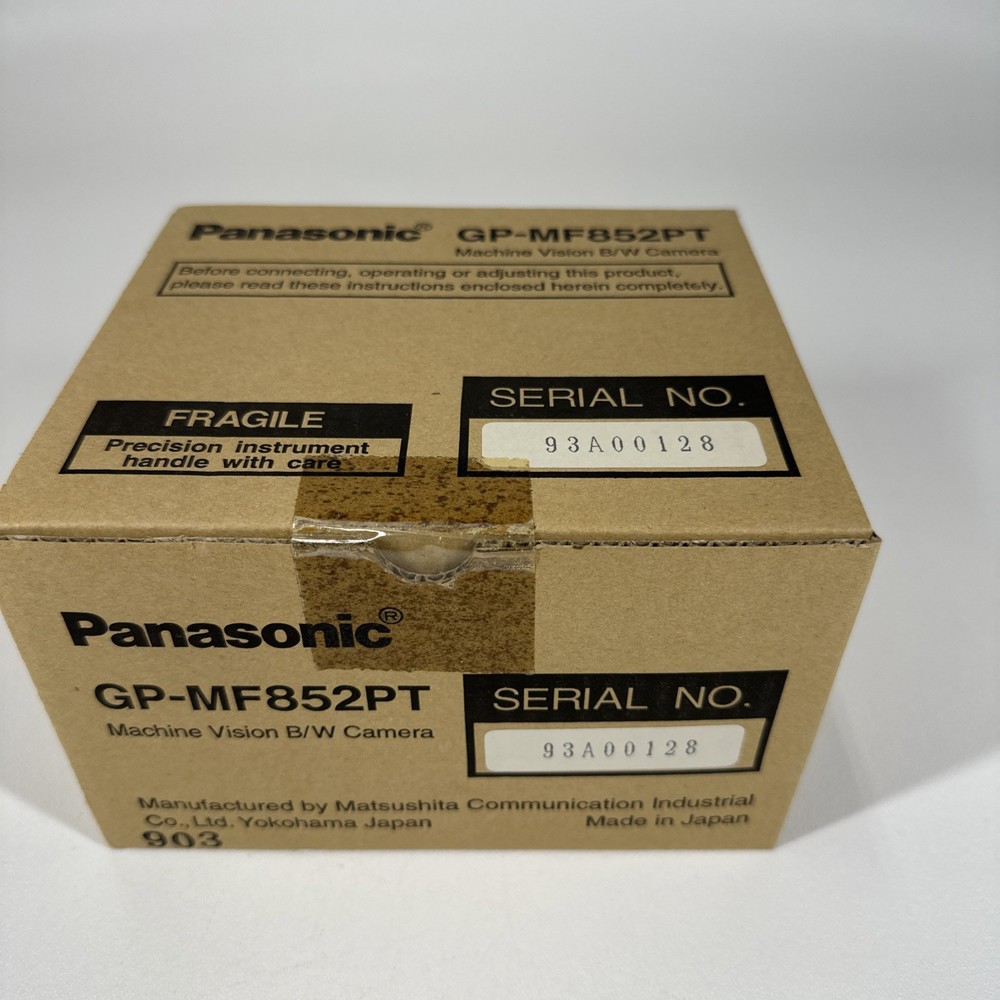 Panasonic® GP-MF852PT
Machine Vision B/W Camera
Before connecting, operating or adjusting this product,
please read these instructions enclosed herein completely.
FRAGILE
Precision instrument
handle with care
SERIAL NO.
93A00128
Panasonic®
GP-MF852PT
Machine Vision B/W Camera
SERIAL NO.
93A00128
Manufactured by Matsushita Communication Industrial
Co.,Ltd. Yokohama Japan Made in Japan
903